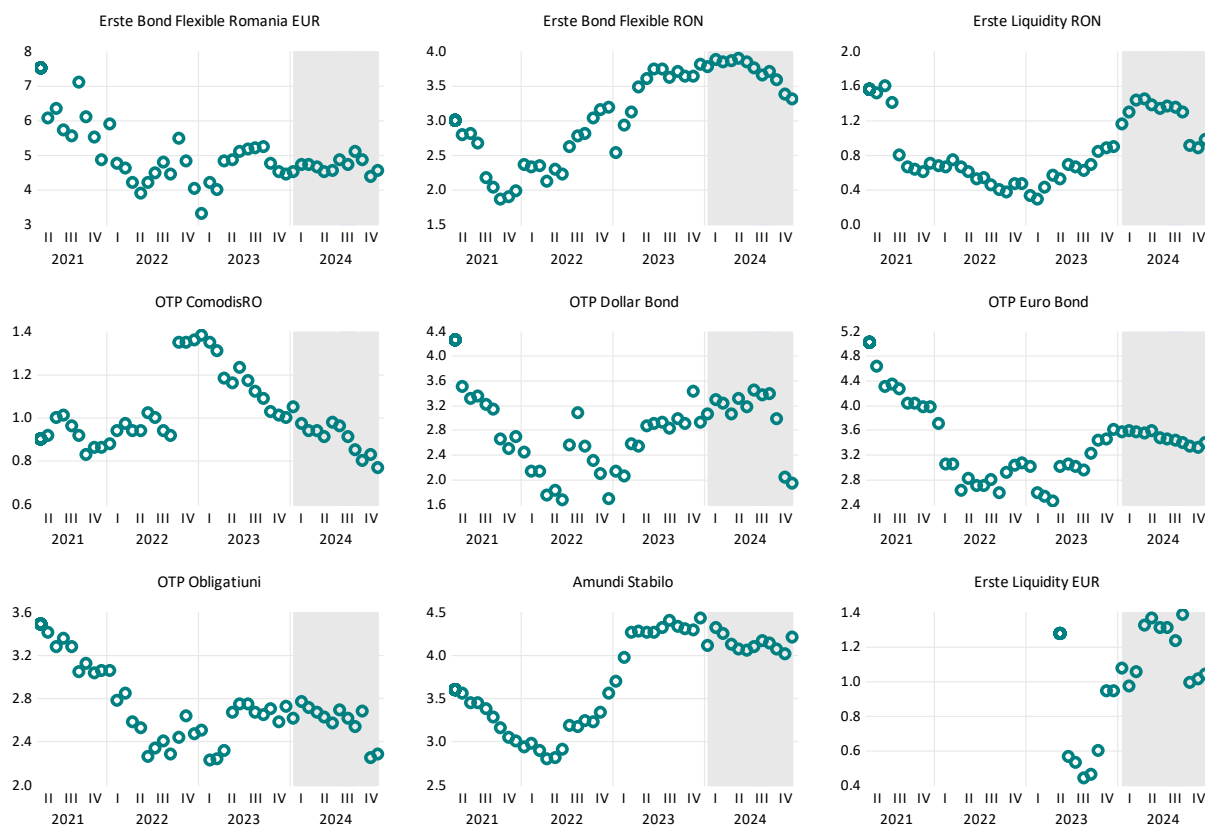 Erste Bond Flexible Romania EUR
Erste Bond Flexible RON
Erste Liquidity RON
8
7
6
5
4
3
II III IV I II III IV I II III IV I II III IV
2021 2022 2023 2024
4.0
3.5
3.0
2.5
2.0
1.5
II III IV I II III IV I II III IV I II III IV
2021 2022 2023 2024
2.0
1.6
1.2
0.8
0.4
0.0
II III IV I II III IV I II III IV I II III IV
2021 2022 2023 2024
OTP ComodisRO
OTP Dollar Bond
OTP Euro Bond
1.4
1.2
1.0
0.8
0.6
II III IV I II III IV I II III IV I II III IV
2021 2022 2023 2024
4.4
4.0
3.6
3.2
2.8
2.4
2.0
1.6
II III IV I II III IV I II III IV I II III IV
2021 2022 2023 2024
5.2
4.8
4.4
4.0
3.6
3.2
2.8
2.4
II III IV I II III IV I II III IV I II III IV
2021 2022 2023 2024
OTP Obligatiuni
Amundi Stabilo
Erste Liquidity EUR
3.6
3.2
2.8
2.4
2.0
II III IV I II III IV I II III IV I II III IV
2021 2022 2023 2024
4.5
4.0
3.5
3.0
2.5
II III IV I II III IV I II III IV I II III IV
2021 2022 2023 2024
1.4
1.2
1.0
0.8
0.6
0.4
II III IV I II III IV I II III IV I II III IV
2021 2022 2023 2024